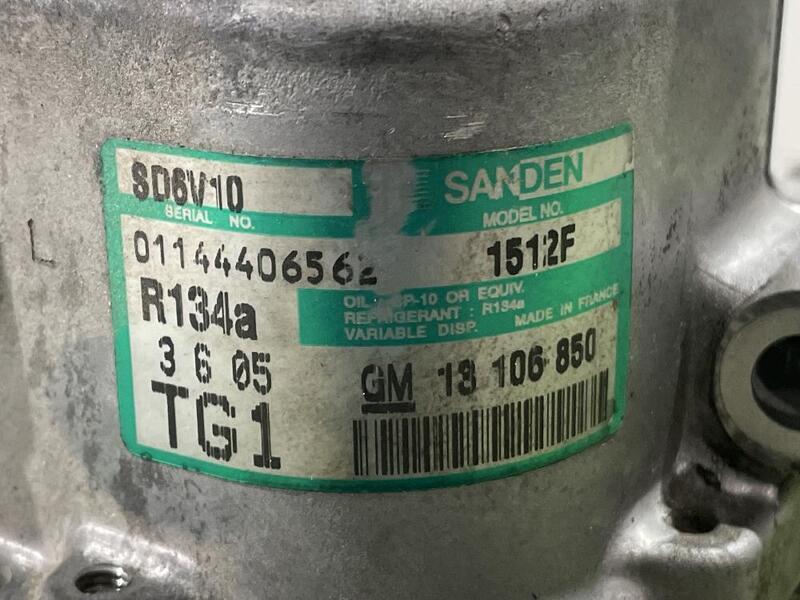 SD6V10
SANDEN
SERIAL NO.
MODEL NO.
01144406562
1512F
R134a
OIL : SP-10 OR EQUIV.
REFRIGERANT : R134a
VARIABLE DISP.
MADE IN FRANCE
3 6 05
GM 13 106 850
TG1